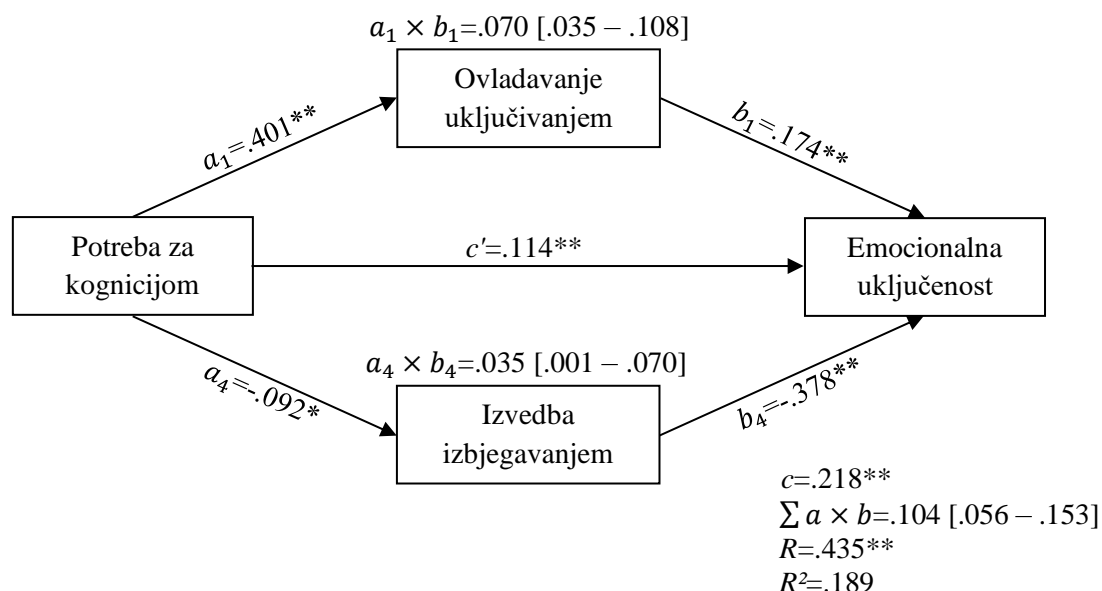 a₁ × b₁=.070 [.035 – .108]
Ovladavanje
uključivanjem
a₁=.401**
b₁=.174**
Potreba za
kognicijom
c'=.114**
Emocionalna
uključenost
a₄=-.092*
a₄ × b₄=.035 [.001 – .070]
Izvedba
izbjegavanjem
b₄=-.378**
c=.218**
∑ a × b=.104 [.056 – .153]
R=.435**
R²=.189